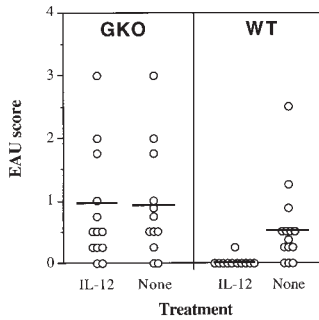 GKO WT
4
3
2
1
0
EAU score
IL-12 None IL-12 None
Treatment